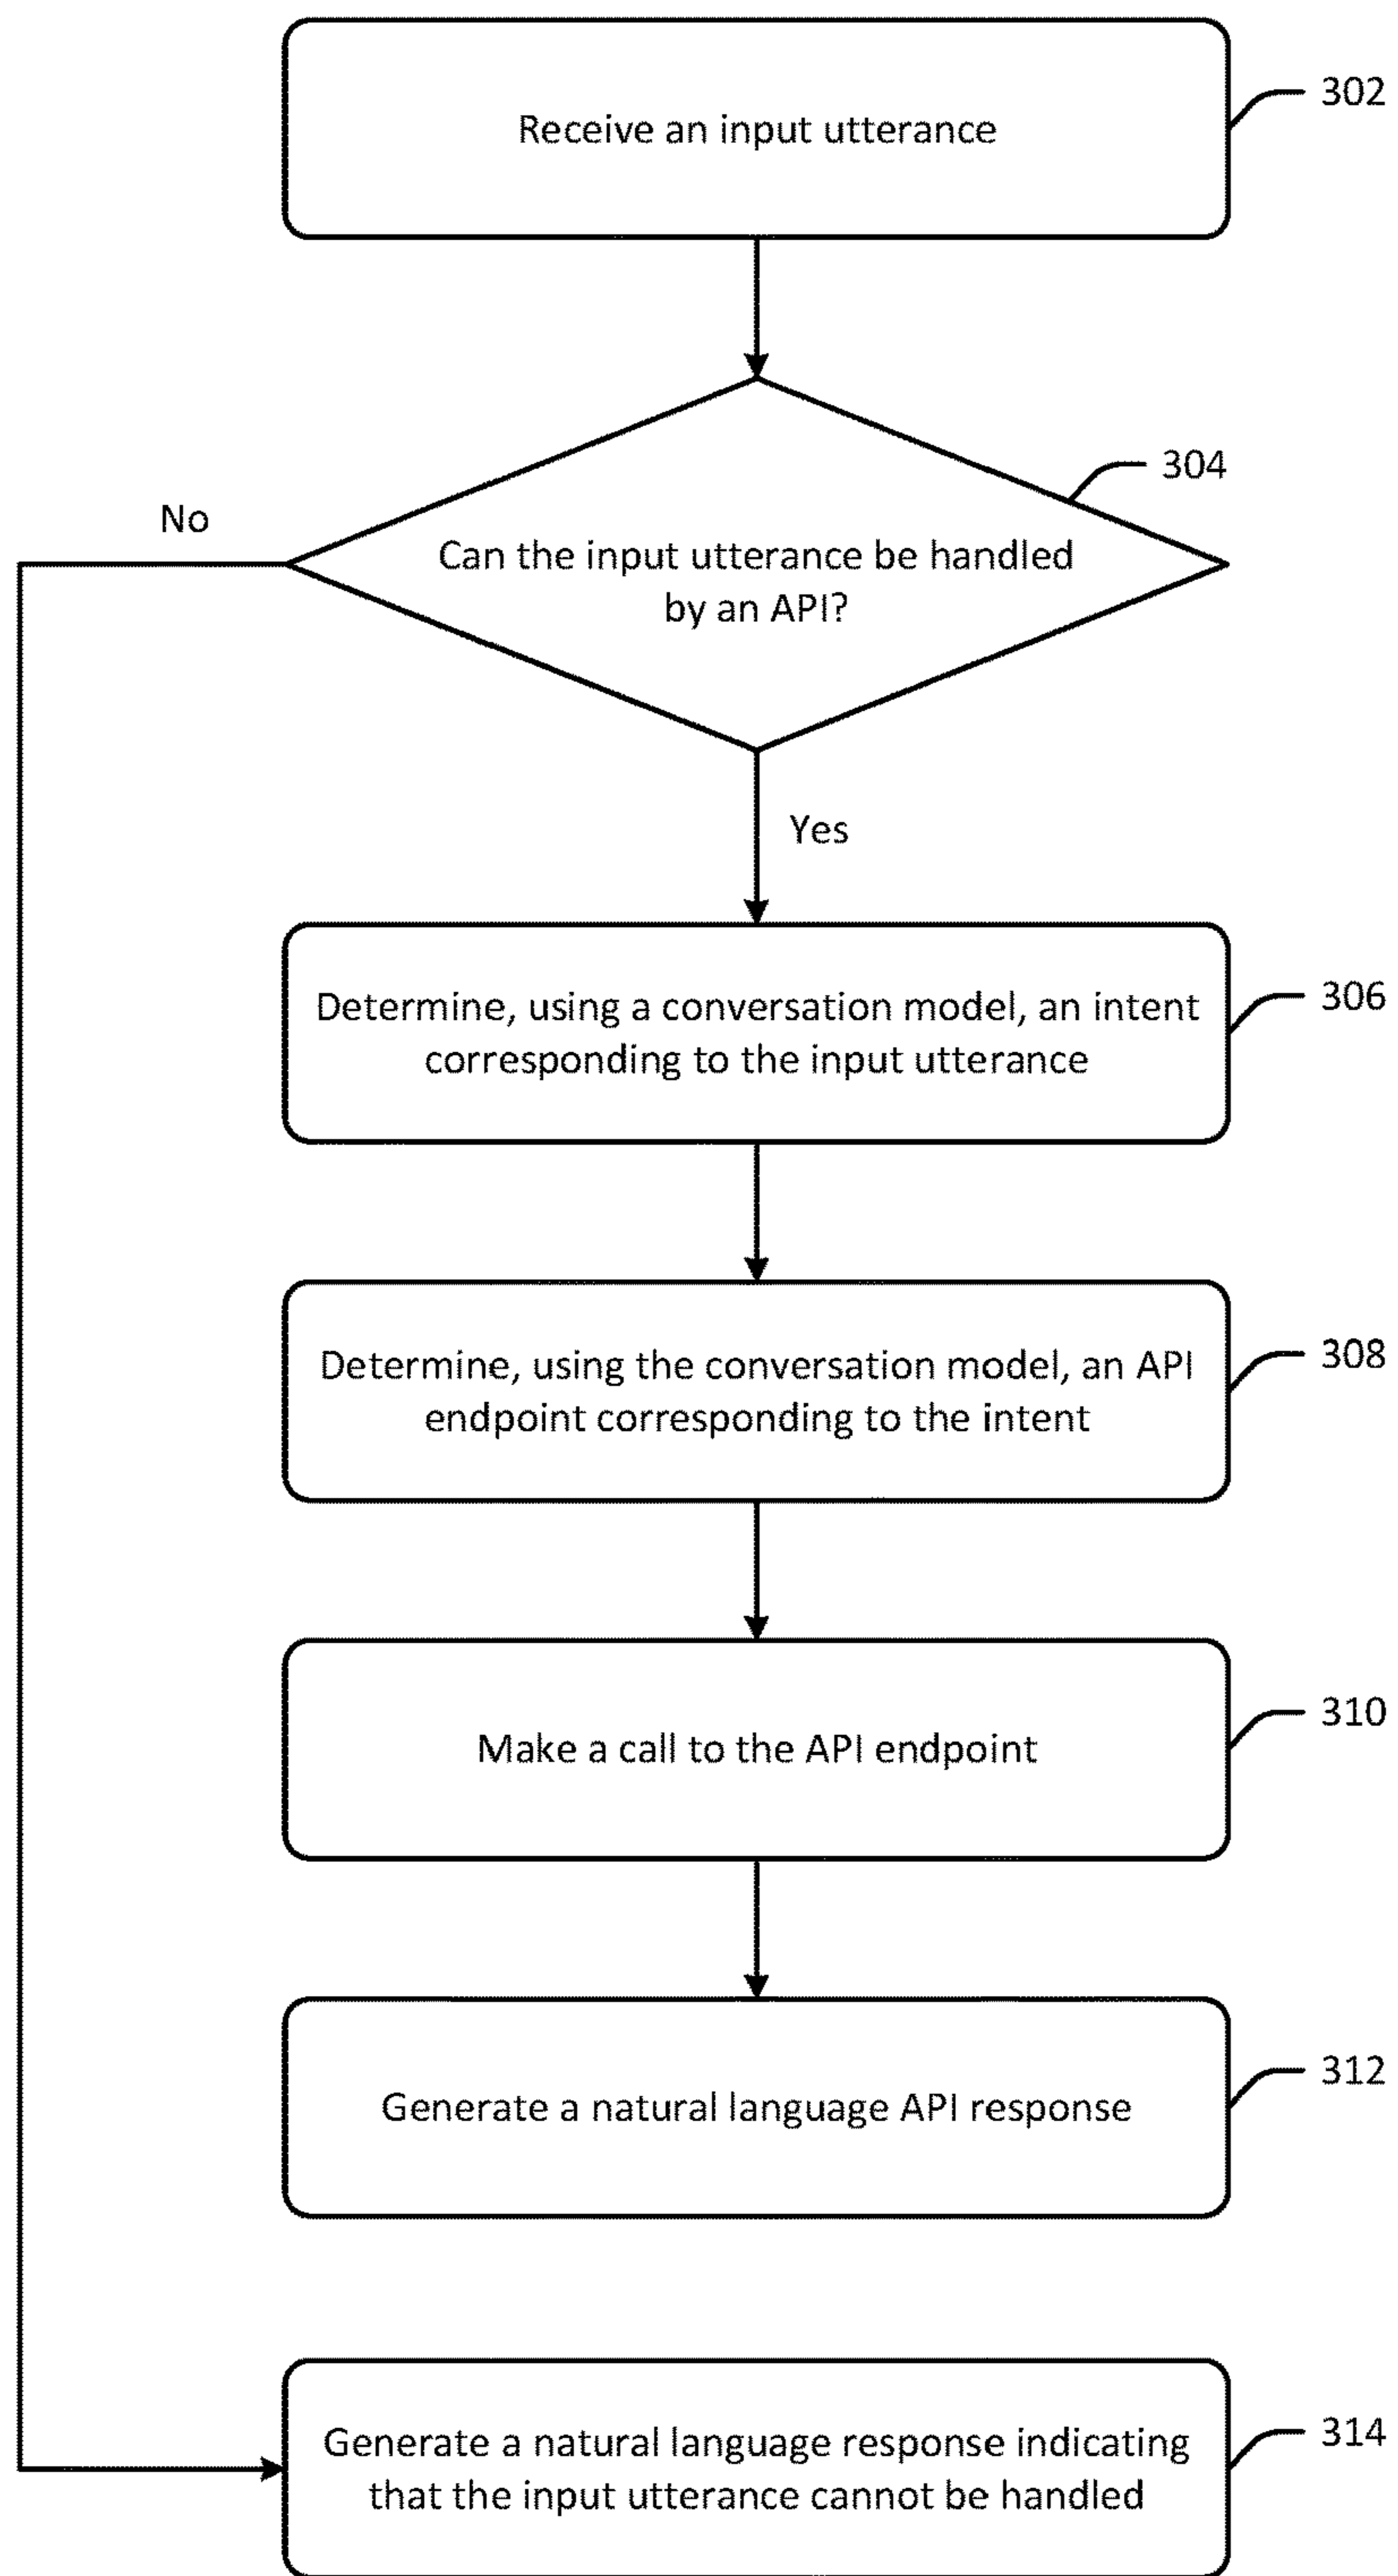 Receive an input utterance
302
304
No
Can the input utterance be handled
by an API?
Yes
Determine, using a conversation model, an intent
corresponding to the input utterance
306
Determine, using the conversation model, an API
endpoint corresponding to the intent
308
Make a call to the API endpoint
310
Generate a natural language API response
312
Generate a natural language response indicating
that the input utterance cannot be handled
314